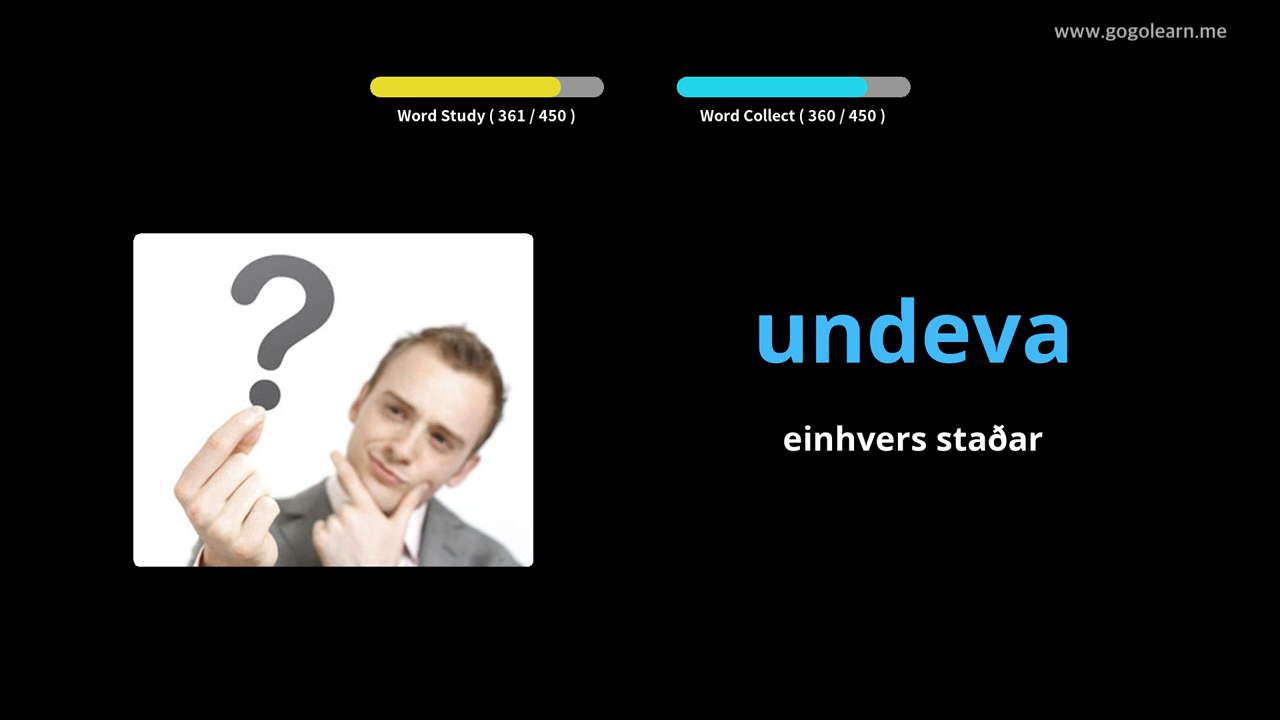 www.gogolearn.me
Word Study ( 361 / 450 )
Word Collect ( 360 / 450 )
?
undeva
einhvers staðar